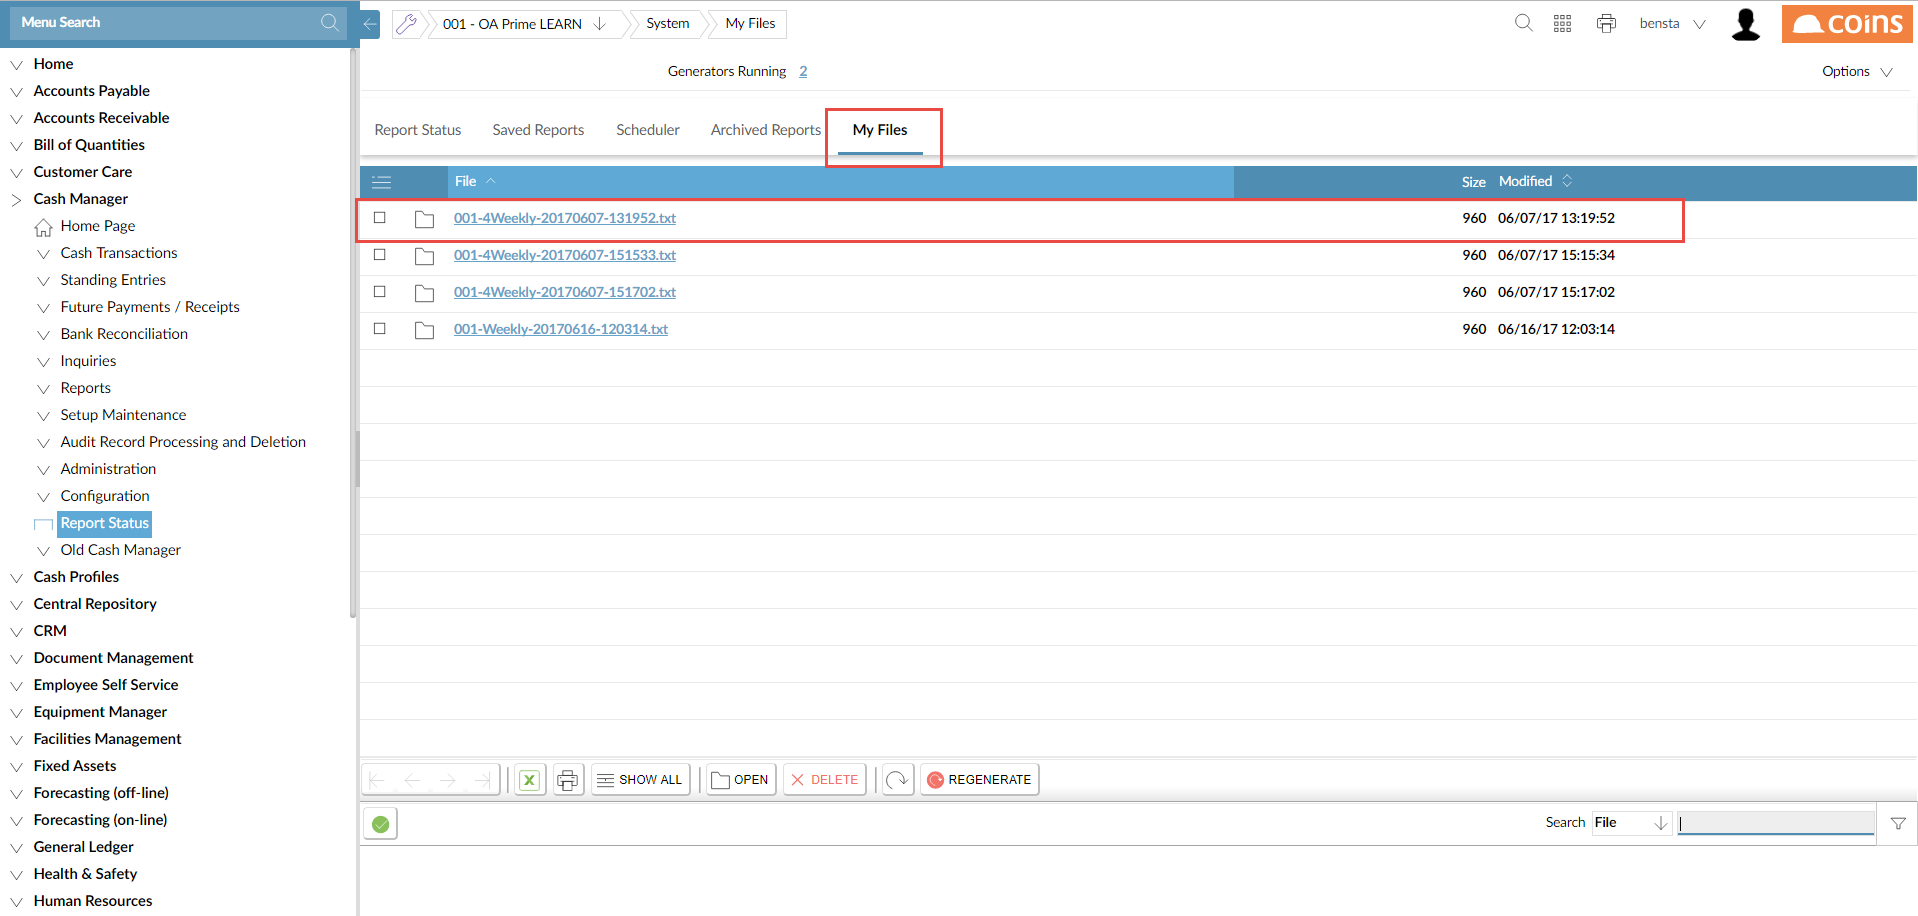 Menu Search
001 - OA Prime LEARN
System
My Files
bensta
coins
Generators Running 2
Options
Report Status
Saved Reports
Scheduler
Archived Reports
My Files
File
Size
Modified
001-4Weekly-20170607-131952.txt 960 06/07/17 13:19:52
001-4Weekly-20170607-151533.txt 960 06/07/17 15:15:34
001-4Weekly-20170607-151702.txt 960 06/07/17 15:17:02
001-Weekly-20170616-120314.txt 960 06/16/17 12:03:14
Home
Accounts Payable
Accounts Receivable
Bill of Quantities
Customer Care
Cash Manager
Home Page
Cash Transactions
Standing Entries
Future Payments / Receipts
Bank Reconciliation
Inquiries
Reports
Setup Maintenance
Audit Record Processing and Deletion
Administration
Configuration
Report Status
Old Cash Manager
Cash Profiles
Central Repository
CRM
Document Management
Employee Self Service
Equipment Manager
Facilities Management
Fixed Assets
Forecasting (off-line)
Forecasting (on-line)
General Ledger
Health & Safety
Human Resources
SHOW ALL
OPEN
DELETE
REGENERATE
Search File